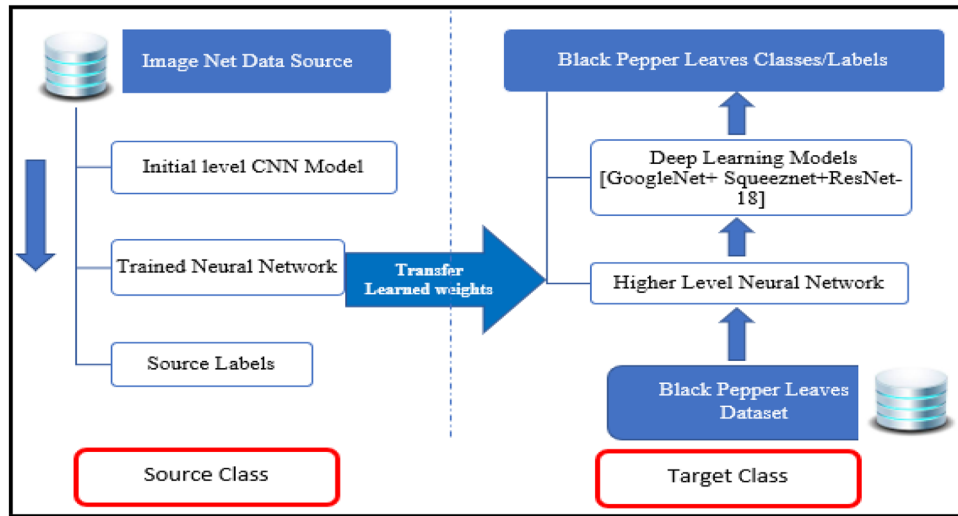 Image Net Data Source
Initial level CNN Model
Trained Neural Network
Source Labels
Source Class
Transfer
Learned weights
Black Pepper Leaves Classes/Labels
Deep Learning Models
[GoogleNet+ Squeeznet+ResNet-
18]
Higher Level Neural Network
Black Pepper Leaves
Dataset
Target Class